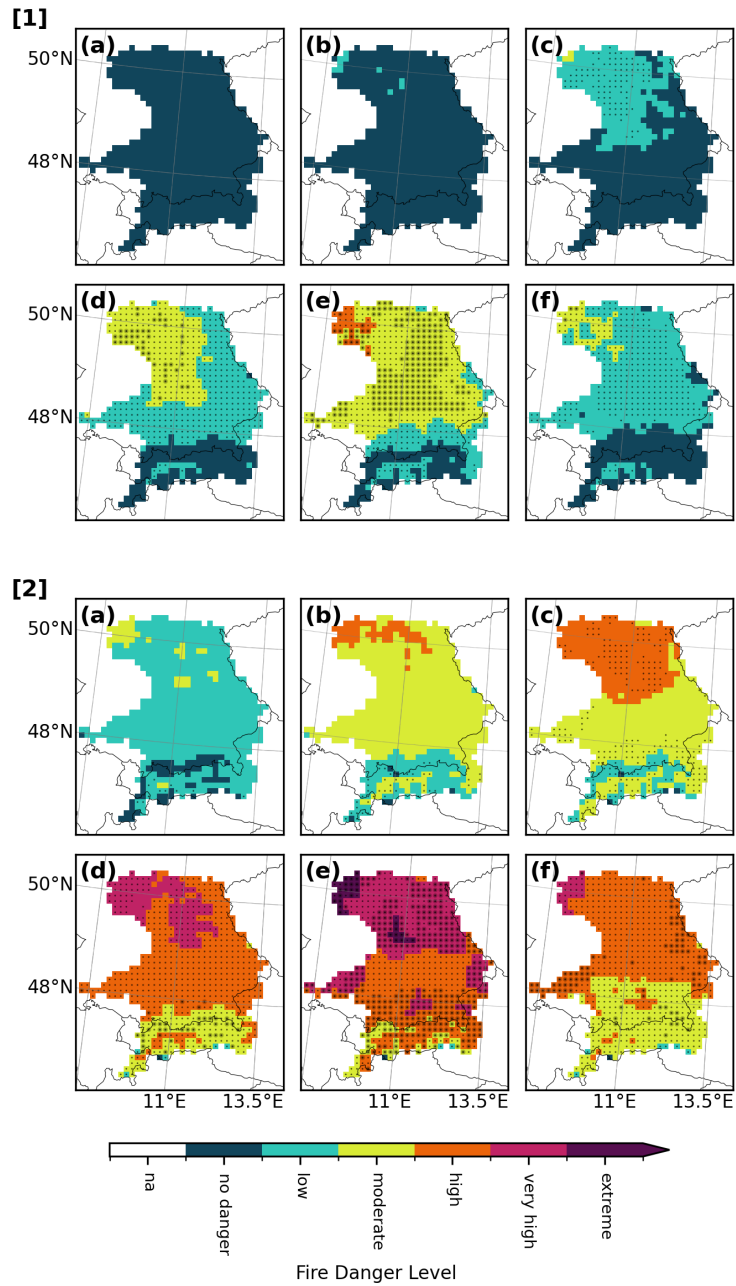 [1]
(a) (b) (c)
50°N
48°N
(d) (e) (f)
50°N
48°N
[2]
(a) (b) (c)
50°N
48°N
(d) (e) (f)
50°N
48°N
11°E 13.5°E 11°E 13.5°E 11°E 13.5°E
na
no danger
low
moderate
high
very high
extreme
Fire Danger Level